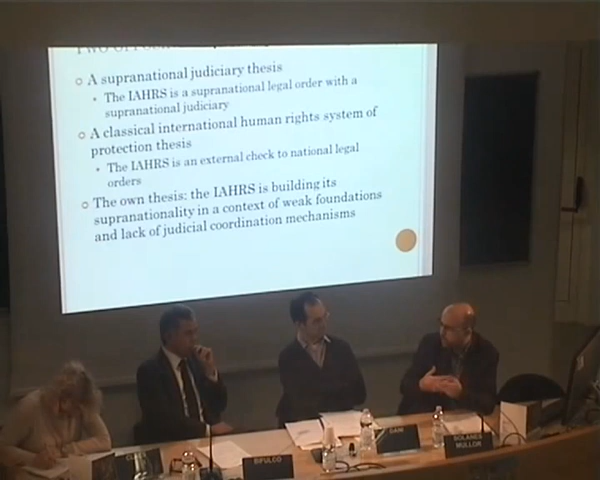 A supranational judiciary thesis
The IAHRS is a supranational legal order with a
supranational judiciary
A classical international human rights system of
protection thesis
The IAHRS is an external check to national legal
orders
The own thesis: the IAHRS is building its
supranationality in a context of weak foundations
and lack of judicial coordination mechanisms
DIFULCO
SOLANES
MULLOR